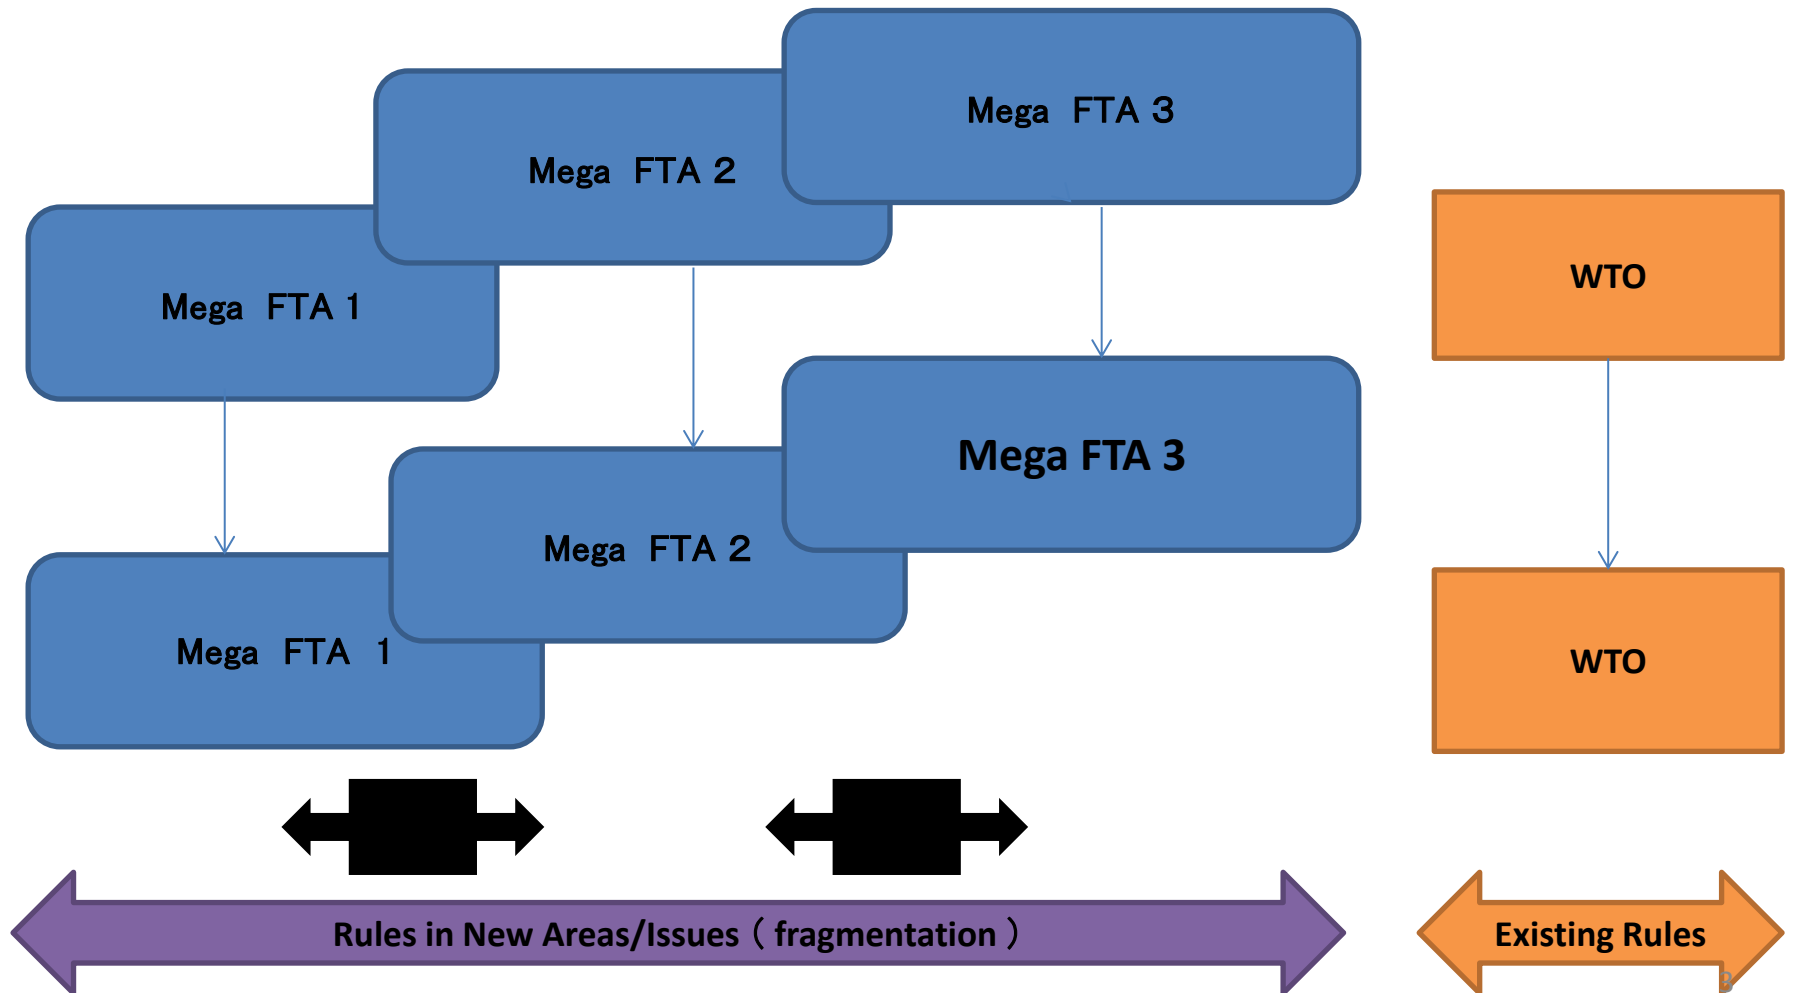 Mega FTA 3
Mega FTA 2
Mega FTA 1
WTO
Mega FTA 3
Mega FTA 2
Mega FTA 1
WTO
Rules in New Areas/Issues（fragmentation）
Existing Rules
3